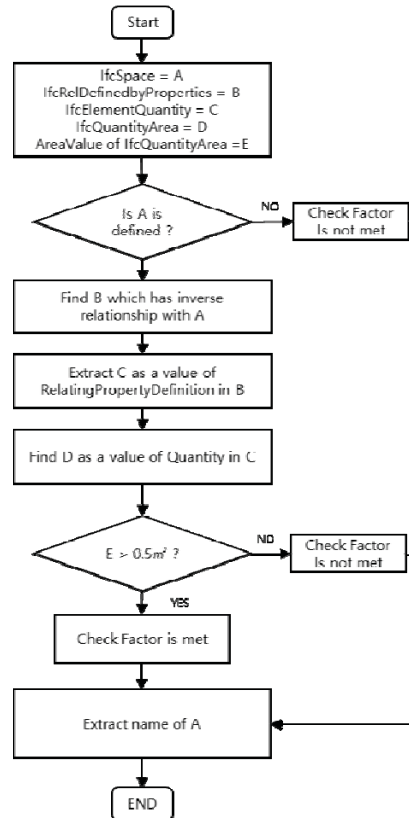 Start
IfcSpace = A
IfcRelDefinedbyProperties = B
IfcElementQuantity = C
IfcQuantityArea = D
AreaValue of IfcQuantityArea =E
Is A is
defined ?
NO
Check Factor
Is not met
Find B which has inverse
relationship with A
Extract C as a value of
RelatingPropertyDefinition in B
Find D as a value of Quantity in C
E > 0.5㎡ ?
NO
Check Factor
Is not met
YES
Check Factor is met
Extract name of A
END